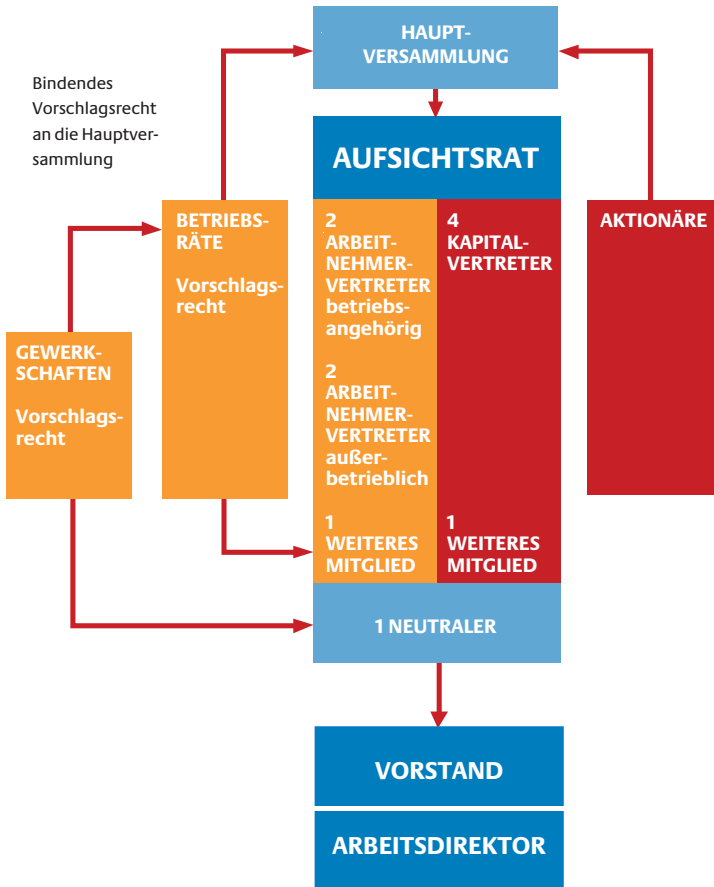 HAUPT-
VERSAMMLUNG
Bindendes
Vorschlagsrecht
an die Hauptver-
sammlung
AUFSICHTSRAT
BETRIEBS-
RÄTE
Vorschlags-
recht
2
ARBEIT-
NEHMER-
VERTRETER
betriebs-
angehörig
4
KAPITAL-
VERTRETER
AKTIONÄRE
GEWERK-
SCHAFTEN
Vorschlags-
recht
2
ARBEIT-
NEHMER-
VERTRETER
außer-
betrieblich
1
WEITERES
MITGLIED
1
WEITERES
MITGLIED
1 NEUTRALER
VORSTAND
ARBEITSDIREKTOR